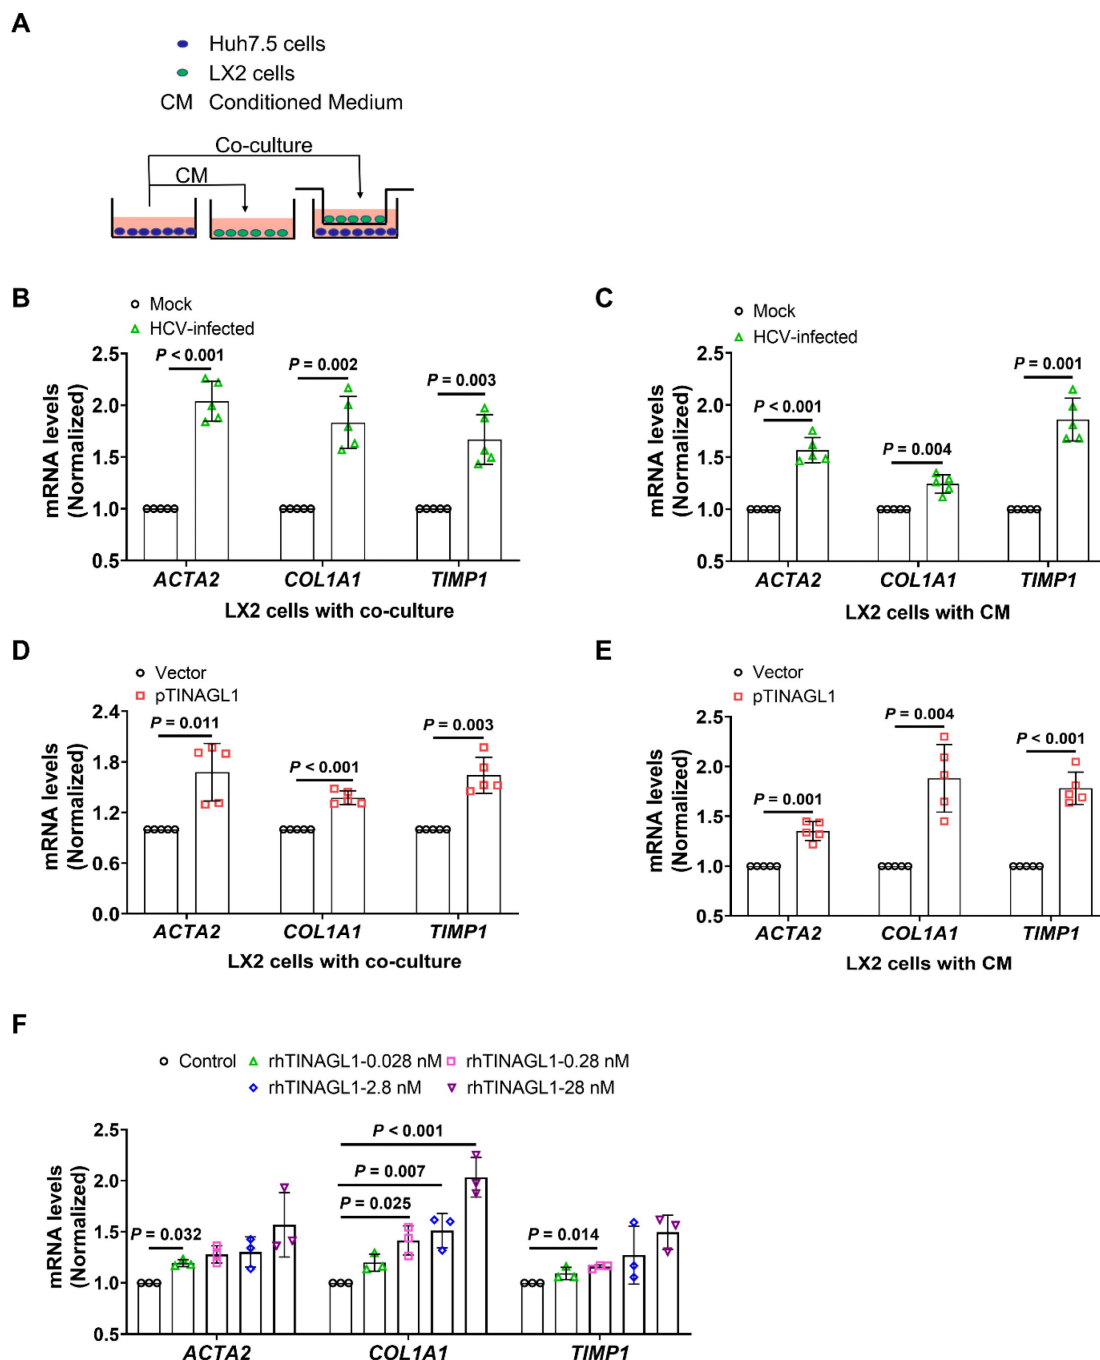 A
Huh7.5 cells
LX2 cells
CM Conditioned Medium
Co-culture
CM
B
Mock
HCV-infected
mRNA levels
(Normalized)
2.5
2.0
1.5
1.0
0.5
P < 0.001
P = 0.002
P = 0.003
ACTA2
COL1A1
TIMP1
LX2 cells with co-culture
C
Mock
HCV-infected
mRNA levels
(Normalized)
2.5
2.0
1.5
1.0
0.5
P <0.001
P = 0.004
P = 0.001
ACTA2
COL1A1
TIMP1
LX2 cells with CM
D
Vector
pTINAGL1
mRNA levels
(Normalized)
2.4
1.8
1.2
0.6
0.0
P = 0.011
P < 0.001
P = 0.003
ACTA2
COL1A1
TIMP1
LX2 cells with co-culture
E
Vector
pTINAGL1
mRNA levels
(Normalized)
2.5
2.0
1.5
1.0
0.5
P = 0.001
P = 0.004
P < 0.001
ACTA2
COL1A1
TIMP1
LX2 cells with CM
F
Control rhTINAGL1-0.028 nM rhTINAGL1-0.28 nM
rhTINAGL1-2.8 nM rhTINAGL1-28 nM
mRNA levels
(Normalized)
2.5
2.0
1.5
1.0
0.5
P = 0.032
P < 0.001
P = 0.007
P = 0.025
P = 0.014
ACTA2
COL1A1
TIMP1